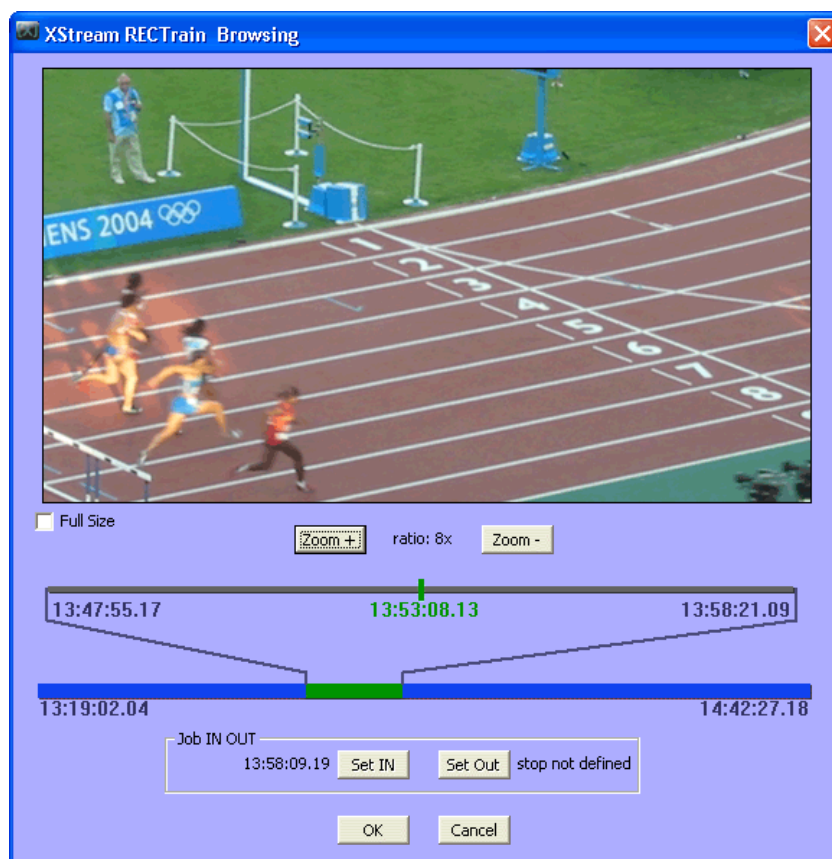 XStream RECTrain Browsing
ENS 2004
1
2
3
4
5
6
7
8
Full Size
Zoom + ratio: 8x Zoom -
13:47:55.17 13:53:08.13 13:58:21.09
13:19:02.04 14:42:27.18
Job IN OUT
13:58:09.19 Set IN Set Out stop not defined
OK Cancel